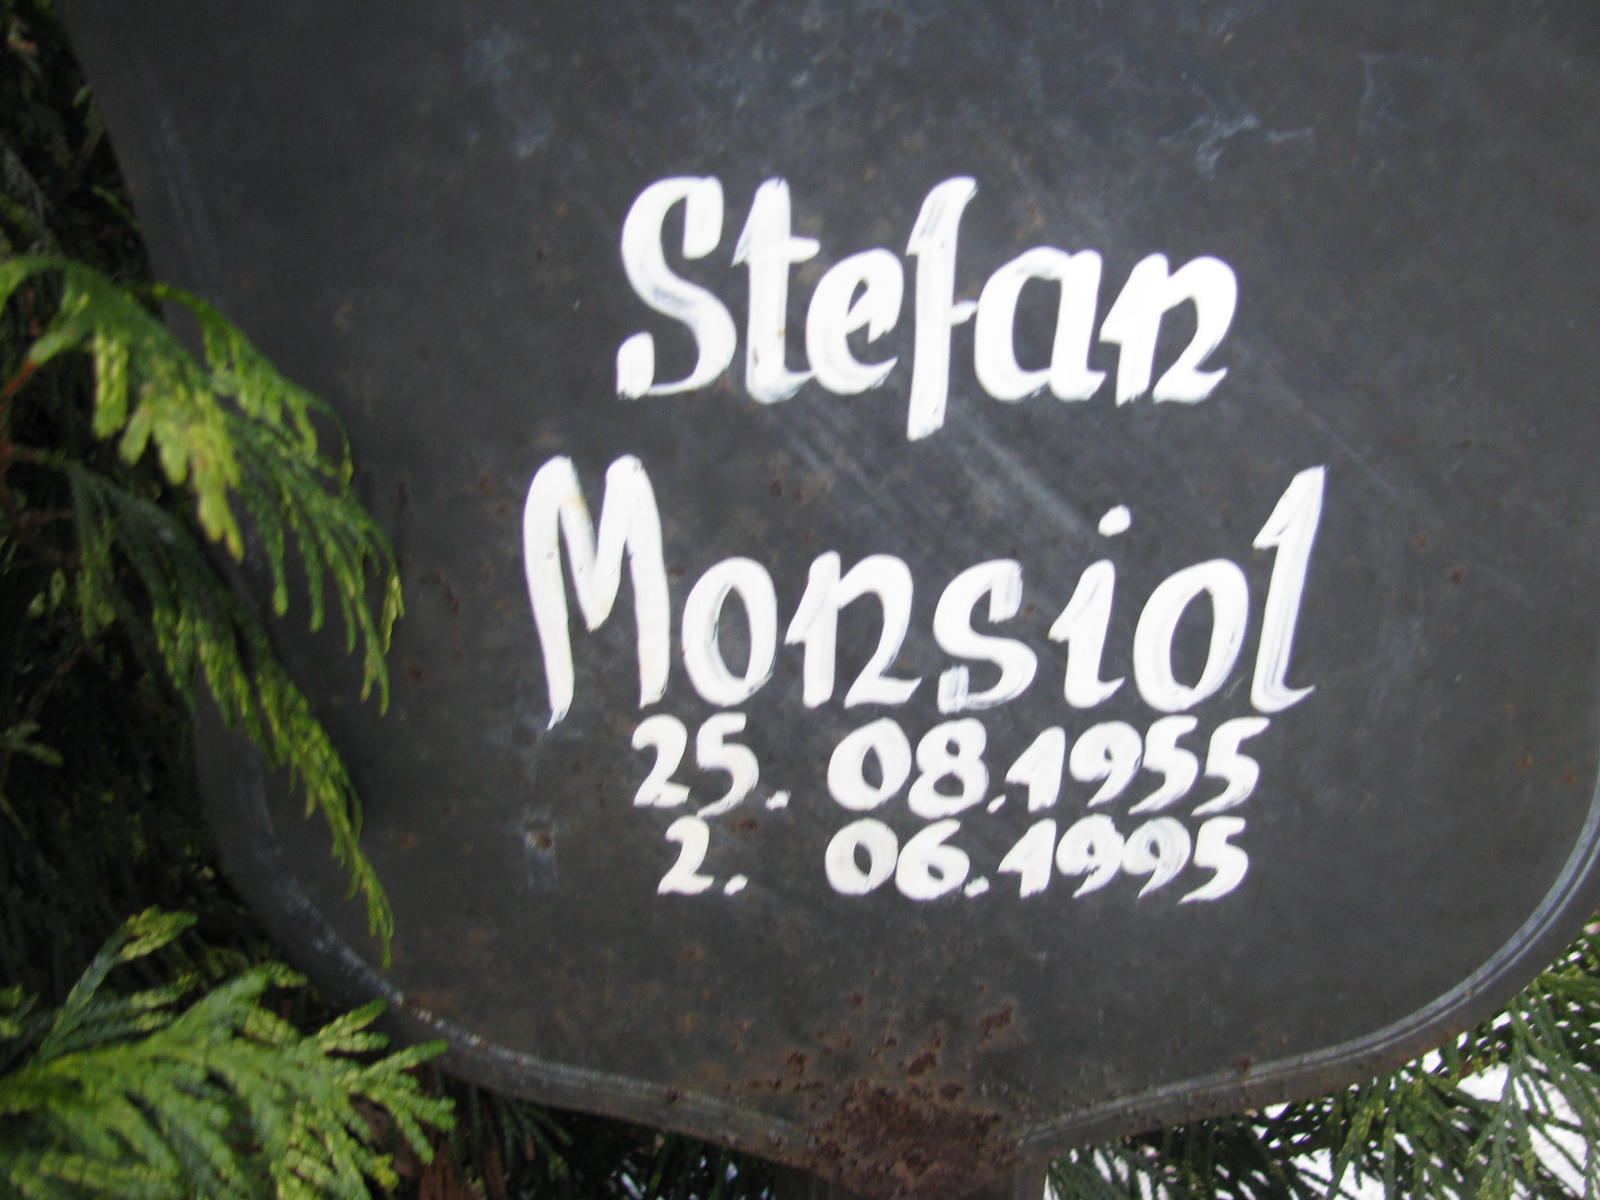 Stefan
Monsiol
25. 08.1955
2. 06.1995